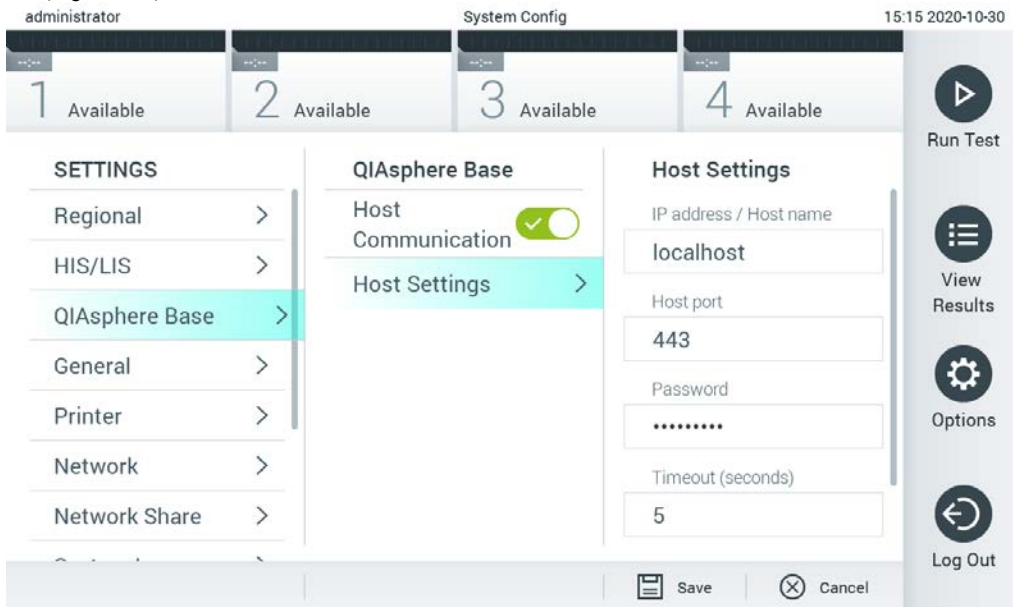 administrator System Config 15:15 2020-10-30
--:-- --:-- --:-- --:--
1 Available 2 Available 3 Available 4 Available
Run Test
View Results
Options
Log Out
SETTINGS
Regional
HIS/LIS
QIAsphere Base
General
Printer
Network
Network Share
QIAsphere Base
Host
Communication
Host Settings
Host Settings
IP address / Host name
localhost
Host port
443
Password
•••••••••
Timeout (seconds)
5
Save Cancel